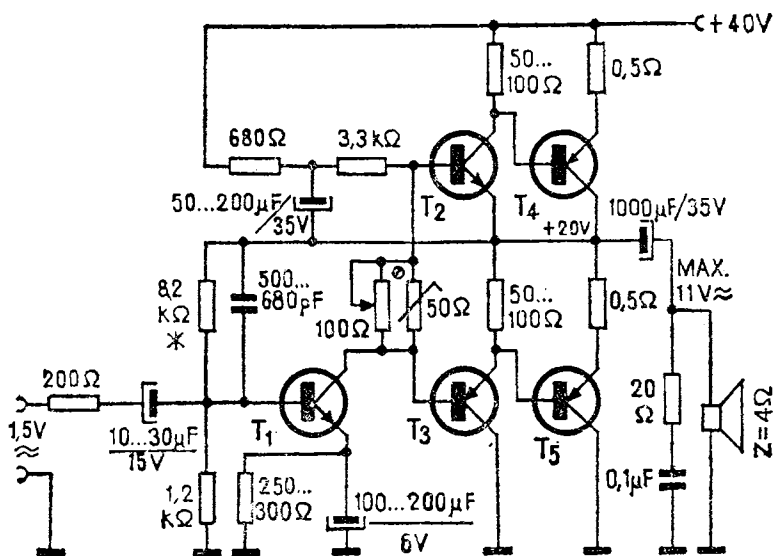 +40V
50...
100Ω
0,5Ω
680Ω
3,3kΩ
50...200µF
35V
T2
T4
1000µF/35V
+20V
8,2
kΩ
*
500...
680pF
100Ω
50Ω
50...
100Ω
0,5Ω
MAX.
11V≈
200Ω
1,5V
≈
10...30µF
15V
T1
T3
T5
20
Ω
Z=4Ω
1,2
kΩ
250...
300Ω
100...200µF
6V
0,1µF